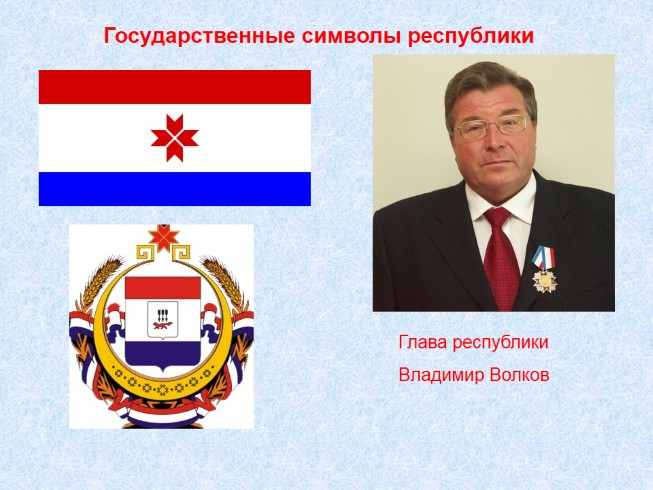 Государственные символы республики
Глава республики
Владимир Волков